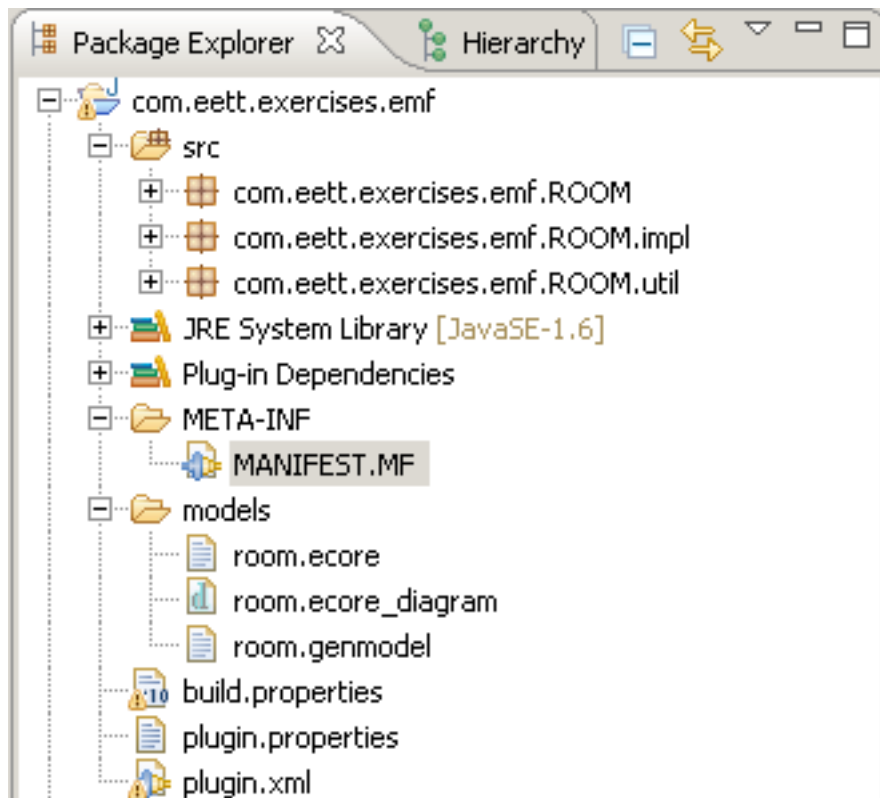 Package Explorer Hierarchy
com.eett.exercises.emf
src
com.eett.exercises.emf.ROOM
com.eett.exercises.emf.ROOM.impl
com.eett.exercises.emf.ROOM.util
JRE System Library [JavaSE-1.6]
Plug-in Dependencies
META-INF
MANIFEST.MF
models
room.ecore
room.ecore_diagram
room.genmodel
build.properties
plugin.properties
plugin.xml